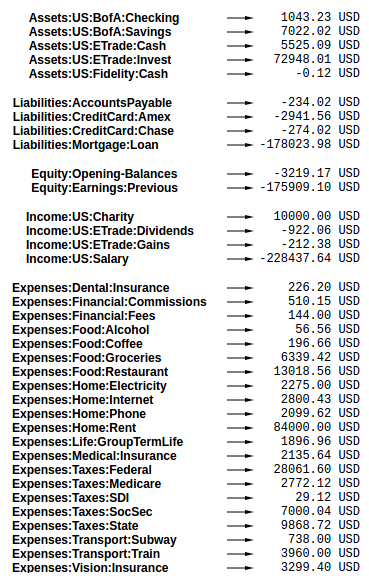 Assets:US:BofA:Checking 1043.23 USD
Assets:US:BofA:Savings 7022.02 USD
Assets:US:ETrade:Cash 5525.09 USD
Assets:US:ETrade:Invest 72948.01 USD
Assets:US:Fidelity:Cash -0.12 USD
Liabilities:AccountsPayable -234.02 USD
Liabilities:CreditCard:Amex -2941.56 USD
Liabilities:CreditCard:Chase -274.02 USD
Liabilities:Mortgage:Loan -178023.98 USD
Equity:Opening-Balances -3219.17 USD
Equity:Earnings:Previous -175909.10 USD
Income:US:Charity 10000.00 USD
Income:US:ETrade:Dividends -922.06 USD
Income:US:ETrade:Gains -212.38 USD
Income:US:Salary -228437.64 USD
Expenses:Dental:Insurance 226.20 USD
Expenses:Financial:Commissions 510.15 USD
Expenses:Financial:Fees 144.00 USD
Expenses:Food:Alcohol 56.56 USD
Expenses:Food:Coffee 196.66 USD
Expenses:Food:Groceries 6339.42 USD
Expenses:Food:Restaurant 13018.56 USD
Expenses:Home:Electricity 2275.00 USD
Expenses:Home:Internet 2800.43 USD
Expenses:Home:Phone 2099.62 USD
Expenses:Home:Rent 84000.00 USD
Expenses:Life:GroupTermLife 1896.96 USD
Expenses:Medical:Insurance 2135.64 USD
Expenses:Taxes:Federal 28061.60 USD
Expenses:Taxes:Medicare 2772.12 USD
Expenses:Taxes:SDI 29.12 USD
Expenses:Taxes:SocSec 7000.04 USD
Expenses:Taxes:State 9868.72 USD
Expenses:Transport:Subway 738.00 USD
Expenses:Transport:Train 3960.00 USD
Expenses:Vision:Insurance 3299.40 USD